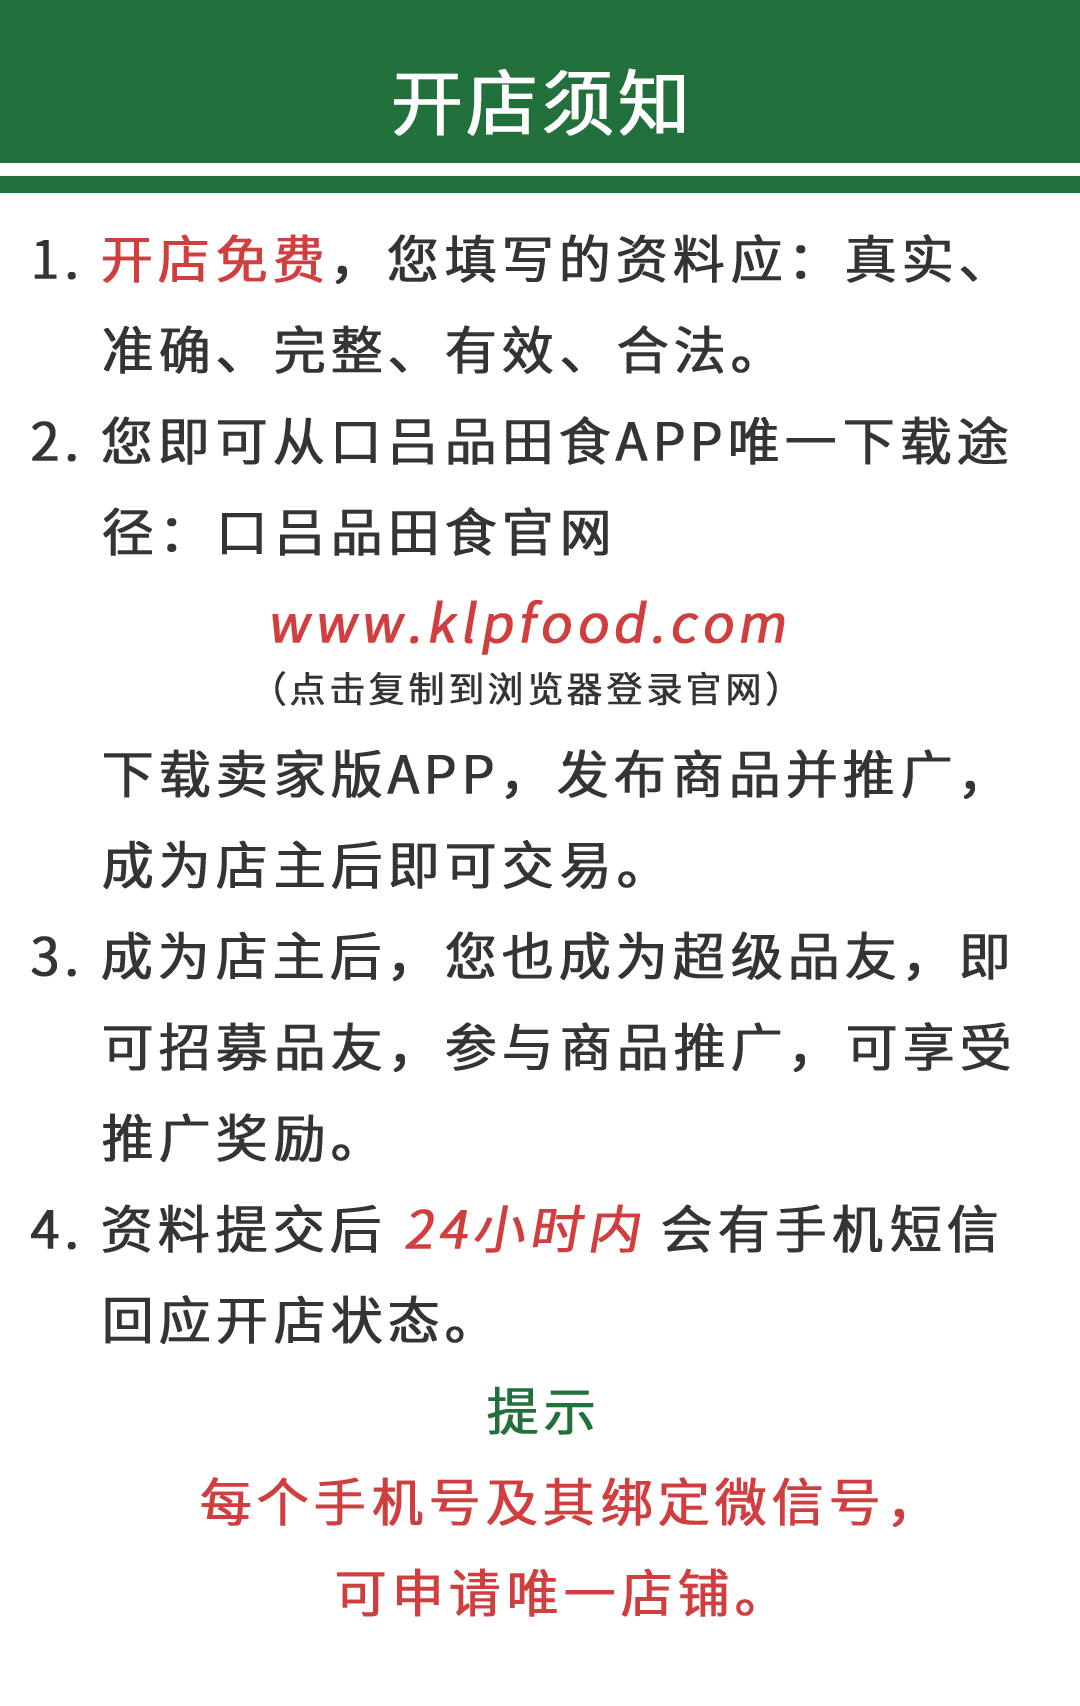 开店须知
1. 开店免费，您填写的资料应：真实、
准确、完整、有效、合法。
2. 您即可从口吕品田食APP唯一下载途
径：口吕品田食官网
www.klpfood.com
（点击复制到浏览器登录官网）
下载卖家版APP，发布商品并推广，
成为店主后即可交易。
3. 成为店主后，您也成为超级品友，即
可招募品友，参与商品推广，可享受
推广奖励。
4. 资料提交后 24小时内 会有手机短信
回应开店状态。
提示
每个手机号及其绑定微信号，
可申请唯一店铺。